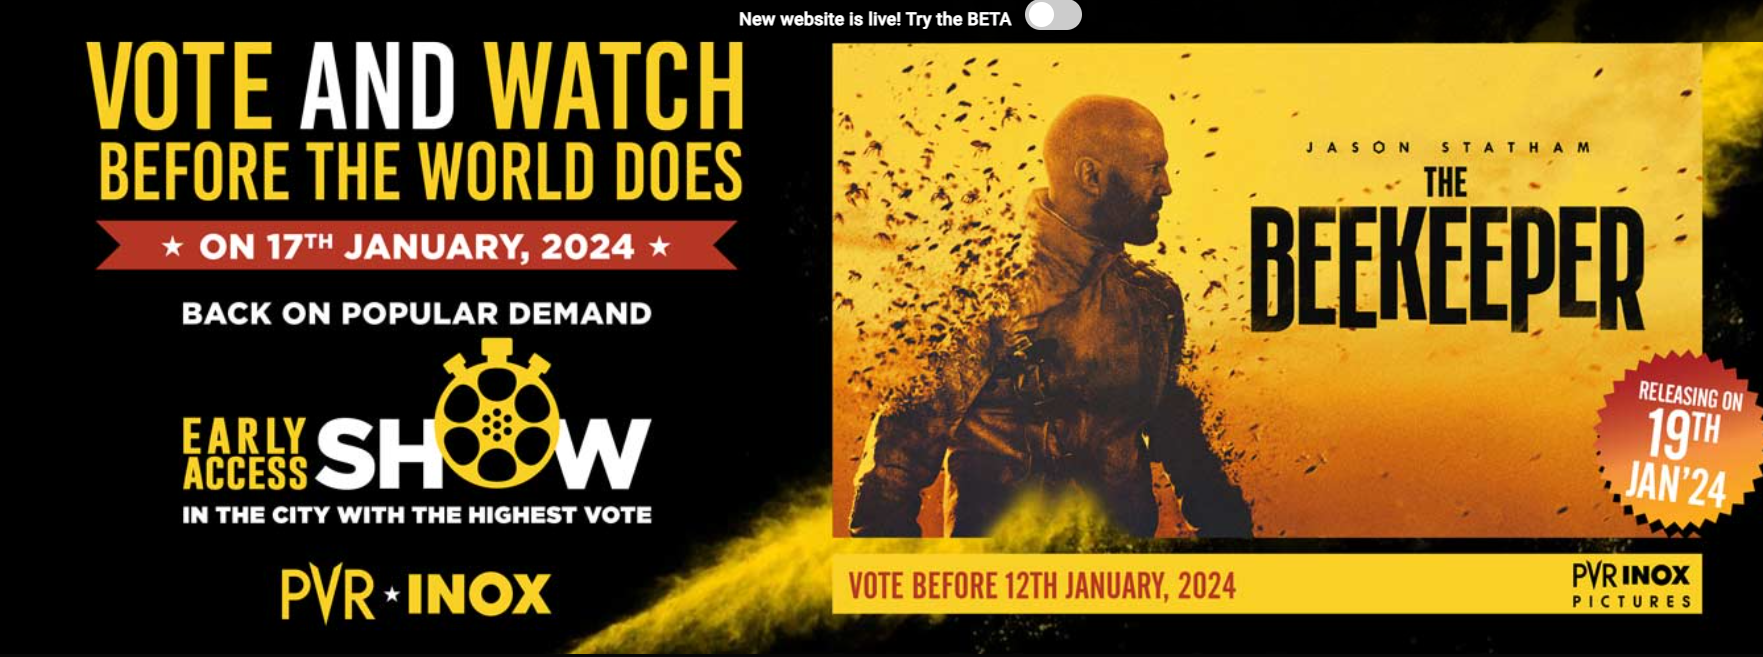 New website is live! Try the BETA
VOTE AND WATCH
BEFORE THE WORLD DOES
★ ON 17TH JANUARY, 2024 ★
BACK ON POPULAR DEMAND
EARLY
ACCESS
SHOW
IN THE CITY WITH THE HIGHEST VOTE
PVR★INOX
JASON STATHAM
THE
BEEKEEPER
RELEASING ON
19TH
JAN'24
VOTE BEFORE 12TH JANUARY, 2024
PVR INOX
PICTURES